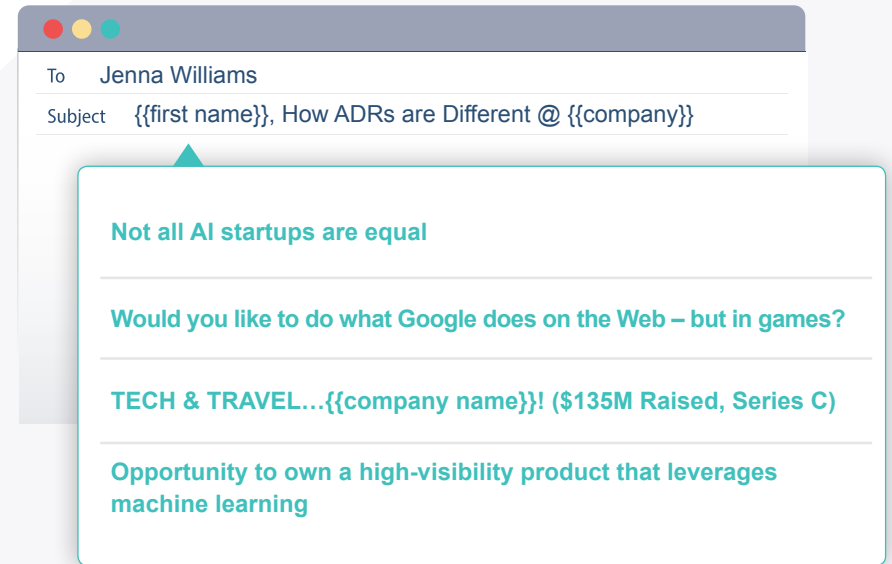 To Jenna Williams
Subject {{first name}}, How ADRs are Different @ {{company}}
Not all AI startups are equal
Would you like to do what Google does on the Web – but in games?
TECH & TRAVEL…{{company name}}! ($135M Raised, Series C)
Opportunity to own a high-visibility product that leverages
machine learning